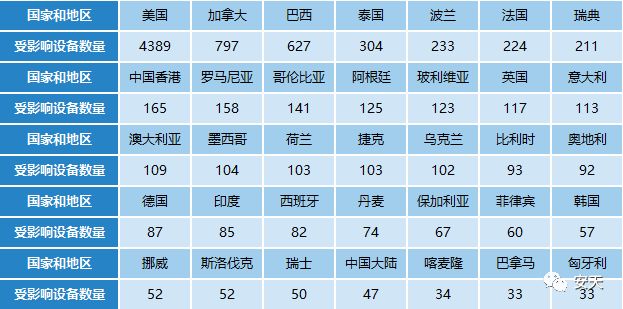 国家和地区 美国 加拿大 巴西 泰国 波兰 法国 瑞典
受影响设备数量 4389 797 627 304 233 224 211
国家和地区 中国香港 罗马尼亚 哥伦比亚 阿根廷 玻利维亚 英国 意大利
受影响设备数量 165 158 141 125 123 117 113
国家和地区 澳大利亚 墨西哥 荷兰 捷克 乌克兰 比利时 奥地利
受影响设备数量 109 104 103 103 102 93 92
国家和地区 德国 印度 西班牙 丹麦 保加利亚 菲律宾 韩国
受影响设备数量 87 85 82 74 67 60 57
国家和地区 挪威 斯洛伐克 瑞士 中国大陆 喀麦隆 巴拿马 匈牙利
受影响设备数量 52 52 50 47 34 33 33
安天